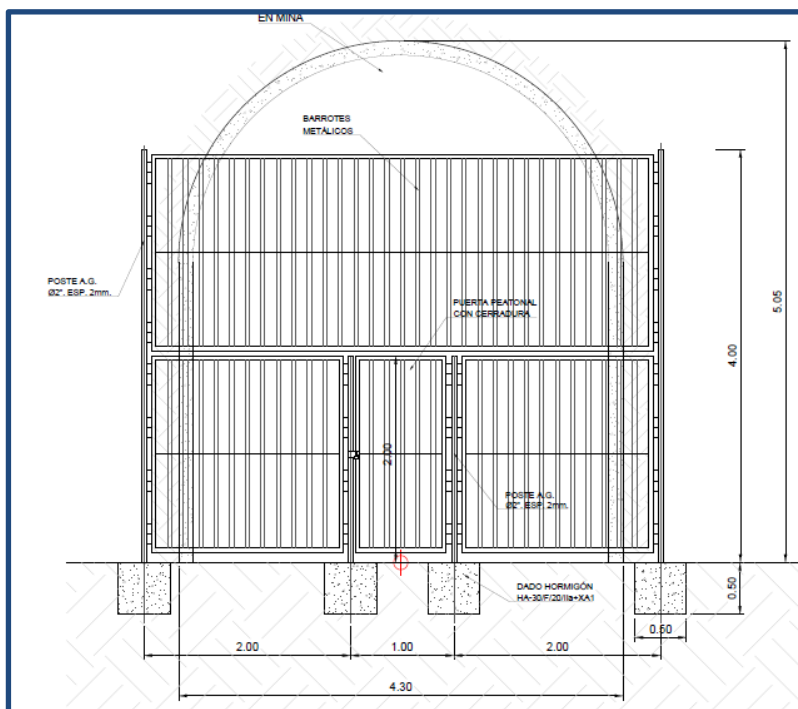 EN MINA
BARROTES
METÁLICOS
POSTE A.G.
Ø2". ESP. 2mm.
PUERTA PEATONAL
CON CERRADURA
5.05
4.00
2.00
POSTE A.G.
Ø2". ESP. 2mm.
DADO HORMIGÓN
HA-30/F/20/IIa+XA1
0.50
0.50
2.00
1.00
2.00
4.30